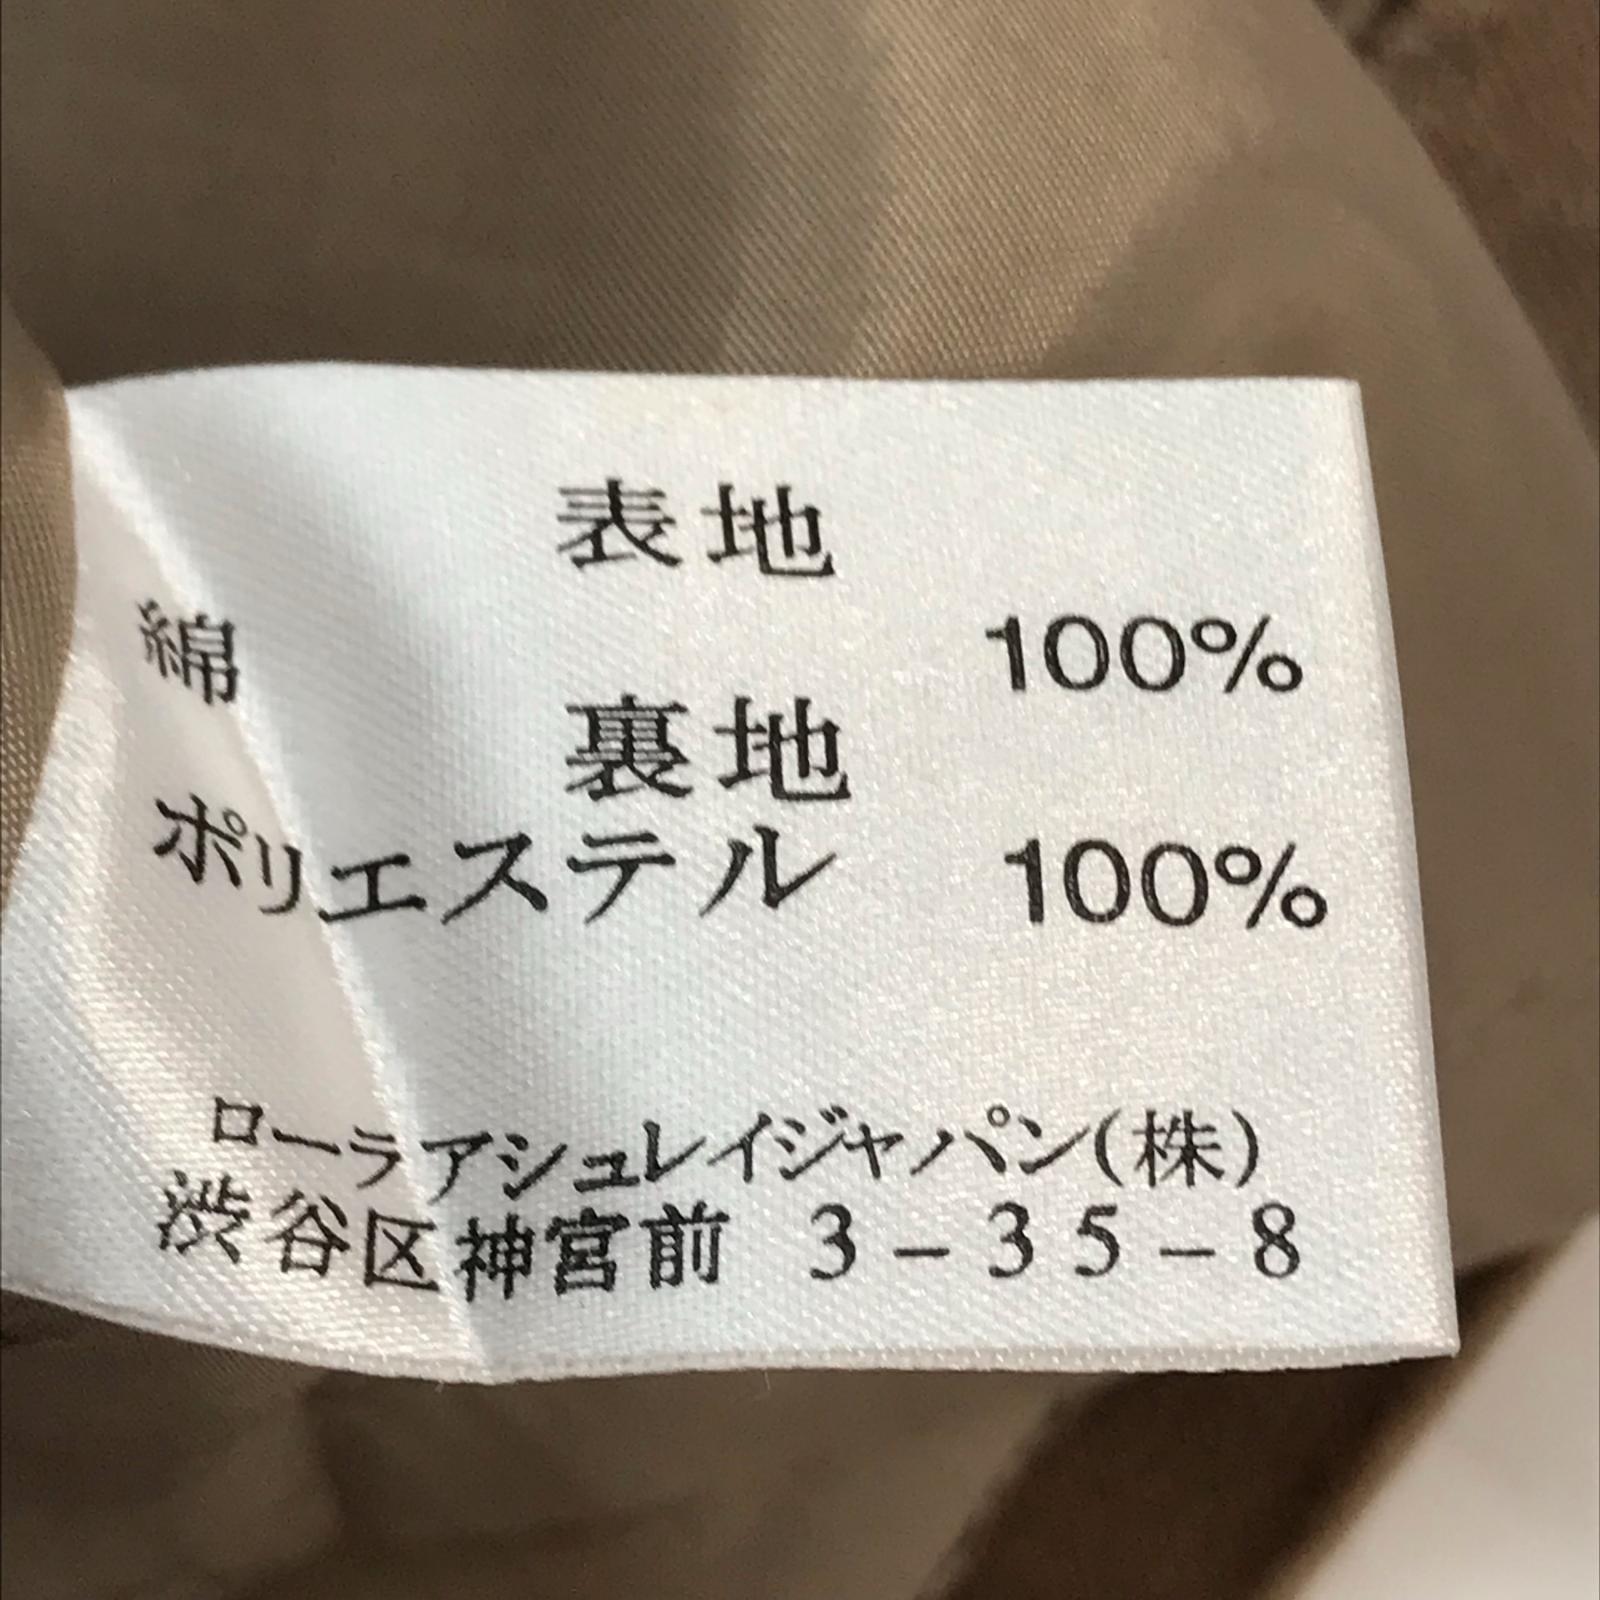 表地
綿 100%
裏地
ポリエステル 100%
ローラアシュレイジャパン(株)
渋谷区神宮前 3-35-8